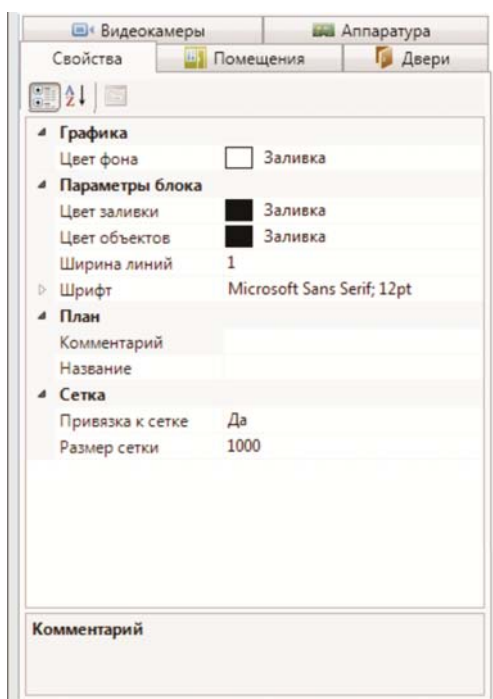 Видеокамеры Аппаратура
Свойства Помещения Двери
Графика
Цвет фона Заливка
Параметры блока
Цвет заливки Заливка
Цвет объектов Заливка
Ширина линий 1
Шрифт Microsoft Sans Serif; 12pt
План
Комментарий
Название
Сетка
Привязка к сетке Да
Размер сетки 1000
Комментарий